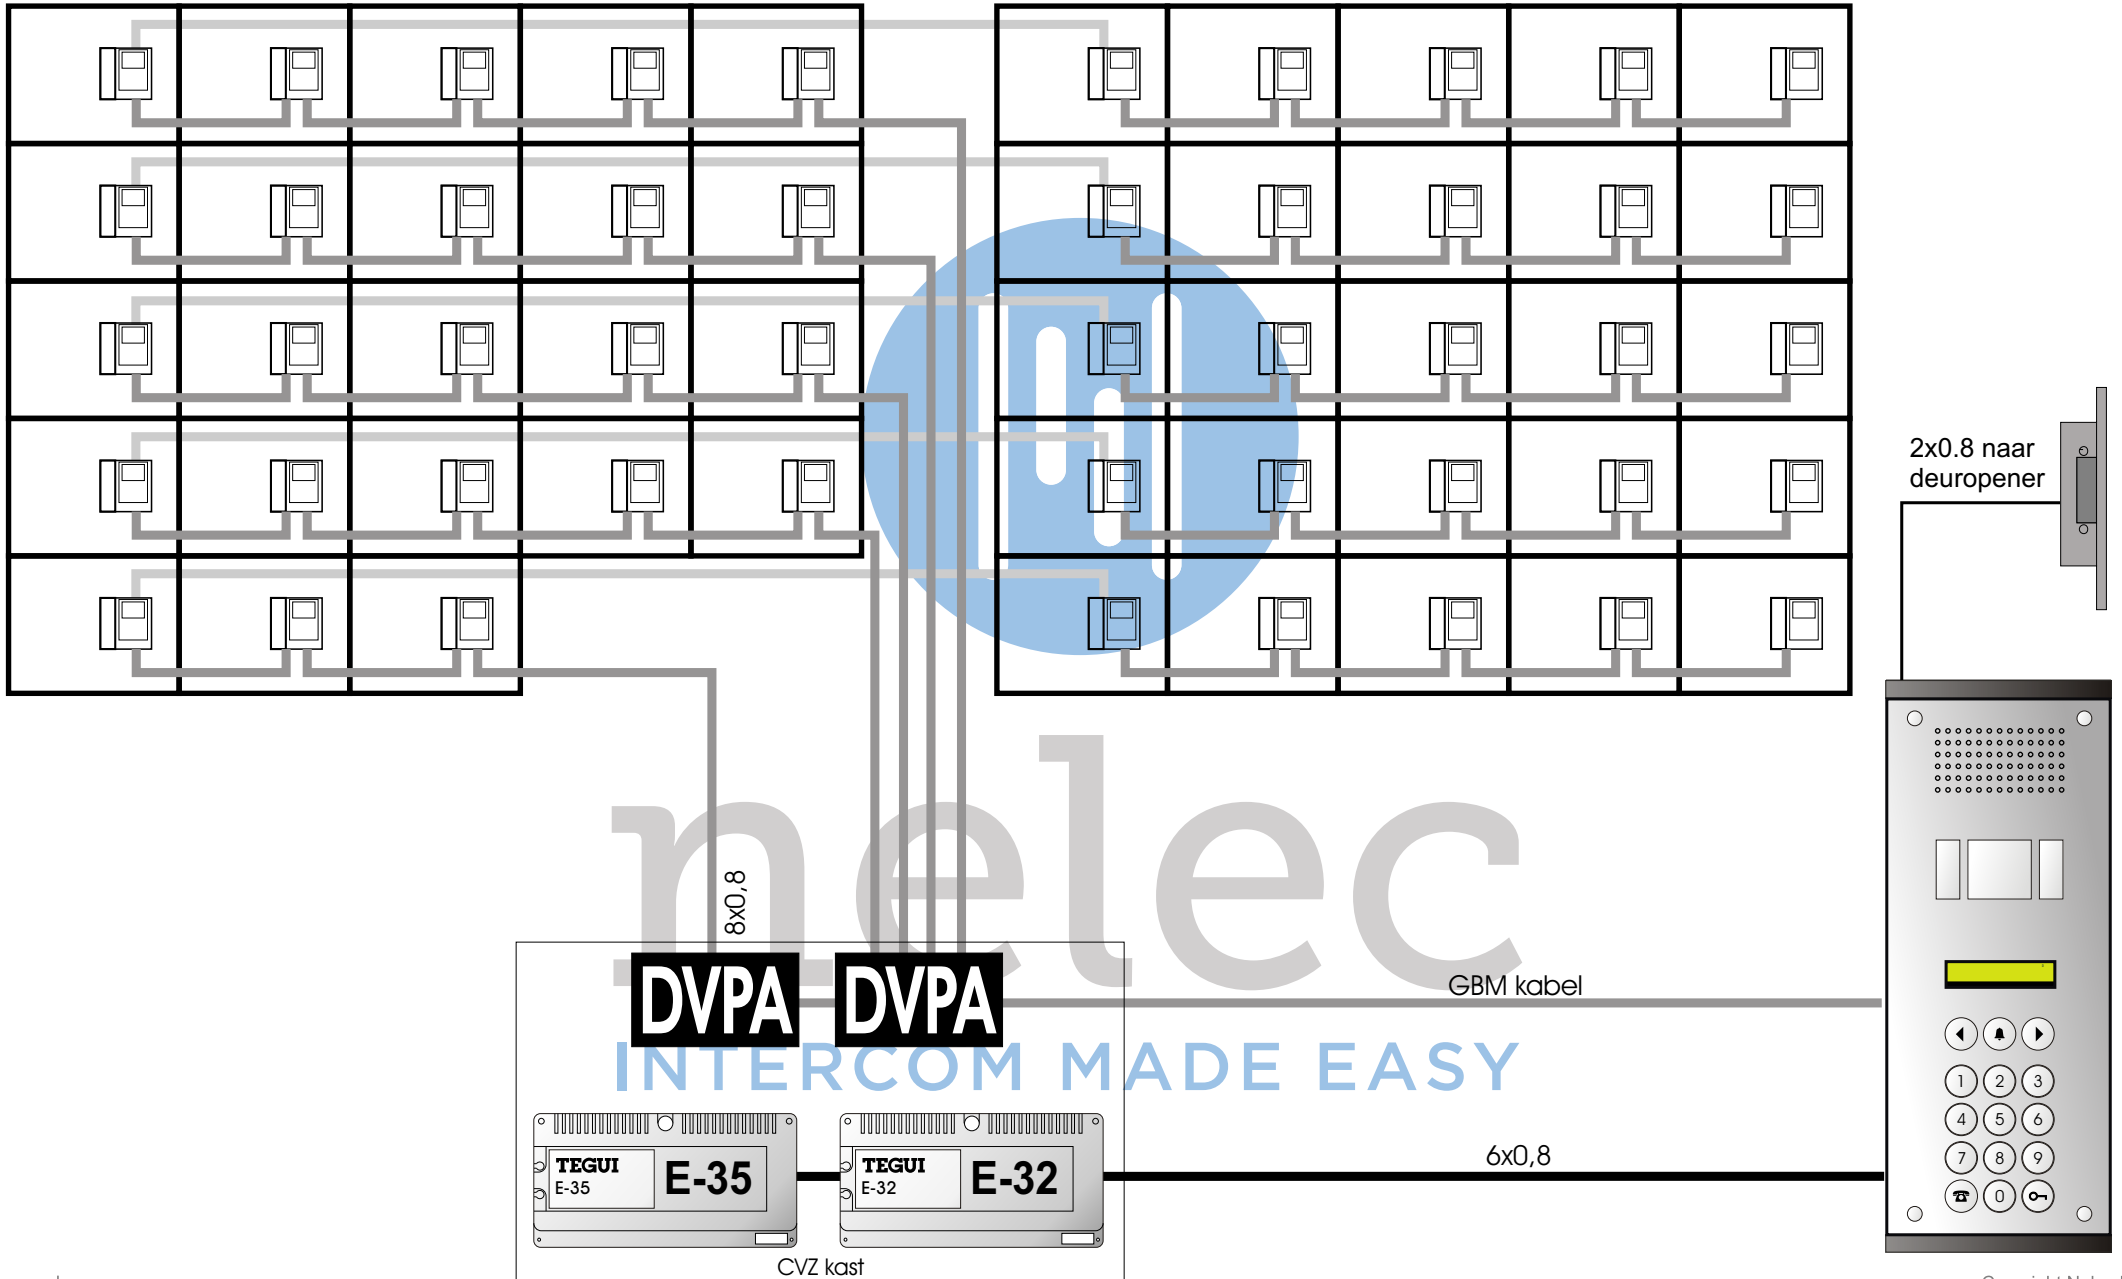 2x0.8 naar
deuropener
nelec
8x0,8
DVPA DVPA
GBM kabel
INTERCOM MADE EASY
TEGUI
E-35
E-35
TEGUI
E-32
E-32
6x0,8
CVZ kast
1 2 3
4 5 6
7 8 9
0